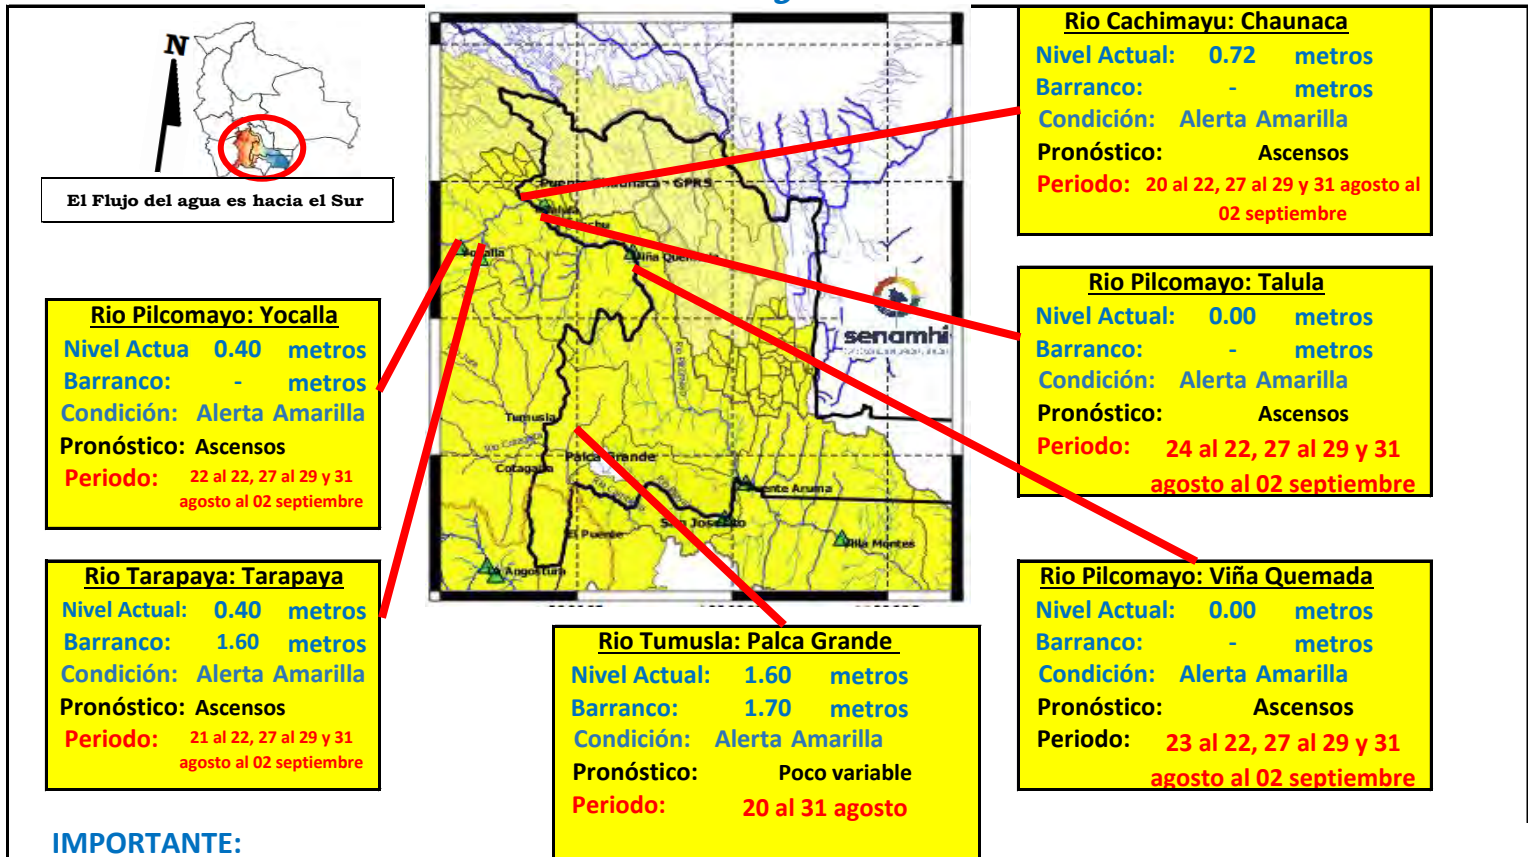 N
El Flujo del agua es hacia el Sur
Rio Cachimayu: Chaunaca
Nivel Actual: 0.72 metros
Barranco: - metros
Condición: Alerta Amarilla
Pronóstico: Ascensos
Periodo: 20 al 22, 27 al 29 y 31 agosto al
02 septiembre
Rio Pilcomayo: Talula
Nivel Actual: 0.00 metros
Barranco: - metros
Condición: Alerta Amarilla
Pronóstico: Ascensos
Periodo: 24 al 22, 27 al 29 y 31
agosto al 02 septiembre
Rio Pilcomayo: Yocalla
Nivel Actua 0.40 metros
Barranco: - metros
Condición: Alerta Amarilla
Pronóstico: Ascensos
Periodo: 22 al 22, 27 al 29 y 31
agosto al 02 septiembre
Rio Tarapaya: Tarapaya
Nivel Actual: 0.40 metros
Barranco: 1.60 metros
Condición: Alerta Amarilla
Pronóstico: Ascensos
Periodo: 21 al 22, 27 al 29 y 31
agosto al 02 septiembre
Rio Tumusla: Palca Grande
Nivel Actual: 1.60 metros
Barranco: 1.70 metros
Condición: Alerta Amarilla
Pronóstico: Poco variable
Periodo: 20 al 31 agosto
Rio Pilcomayo: Viña Quemada
Nivel Actual: 0.00 metros
Barranco: - metros
Condición: Alerta Amarilla
Pronóstico: Ascensos
Periodo: 23 al 22, 27 al 29 y 31
agosto al 02 septiembre
Puente Chaunaca - GPRS
Talula
Yocalla
Viña Quemada
senamhi
Tumusla
Palca Grande
Cotagaita
El Puente
San Josecito
Villa Montes
Angostura
IMPORTANTE: